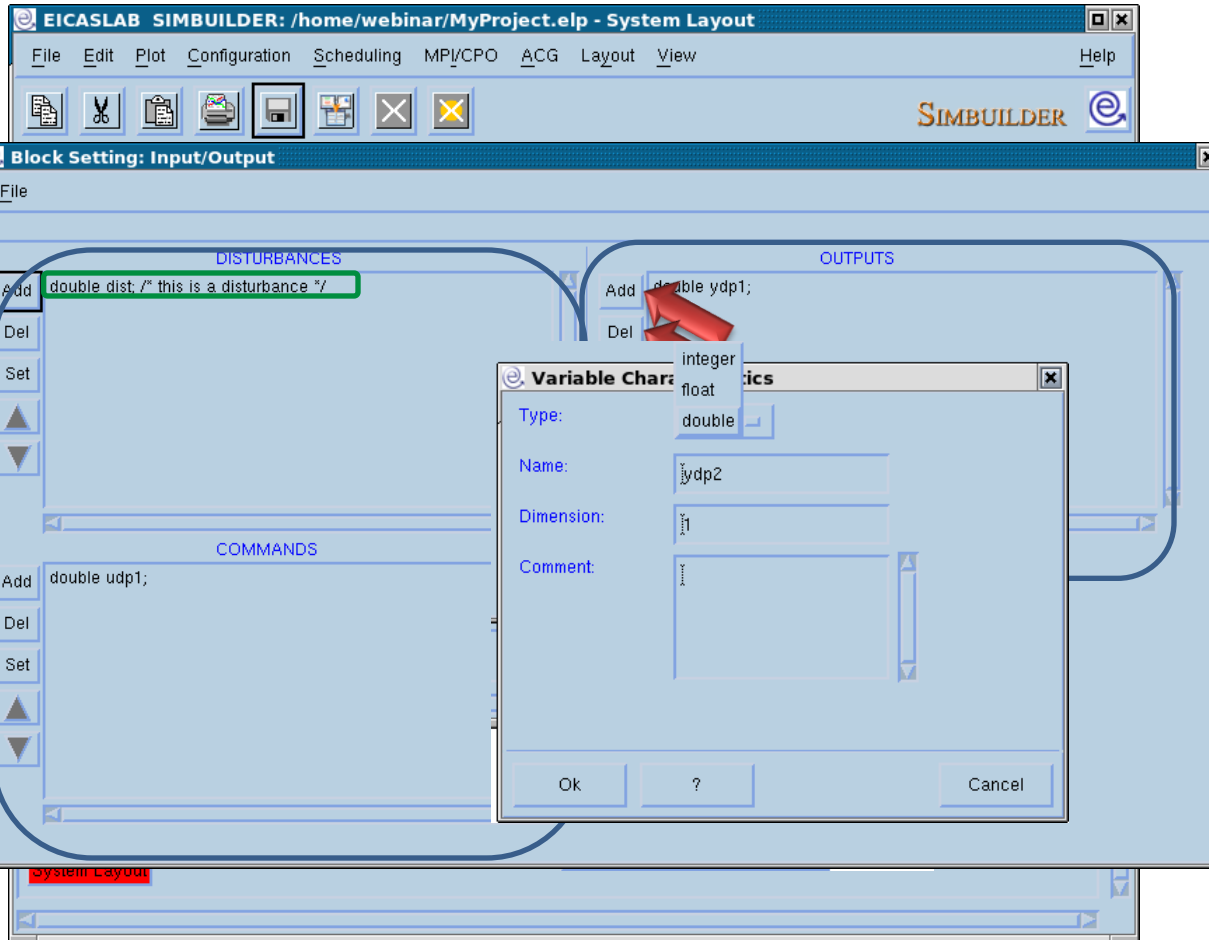 EICASLAB SIMBUILDER: /home/webinar/MyProject.elp - System Layout
File Edit Plot Configuration Scheduling MPI/CPO ACG Layout View Help
SIMBUILDER
Block Setting: Input/Output
File
DISTURBANCES
Add
double dist; /* this is a disturbance */
Del
Set
OUTPUTS
Add
double ydp1;
Del
COMMANDS
Add
double udp1;
Del
Set
Variable
Type:
integer
float
double
Name:
ydp2
Dimension:
1
Comment:
Ok
?
Cancel
System Layout